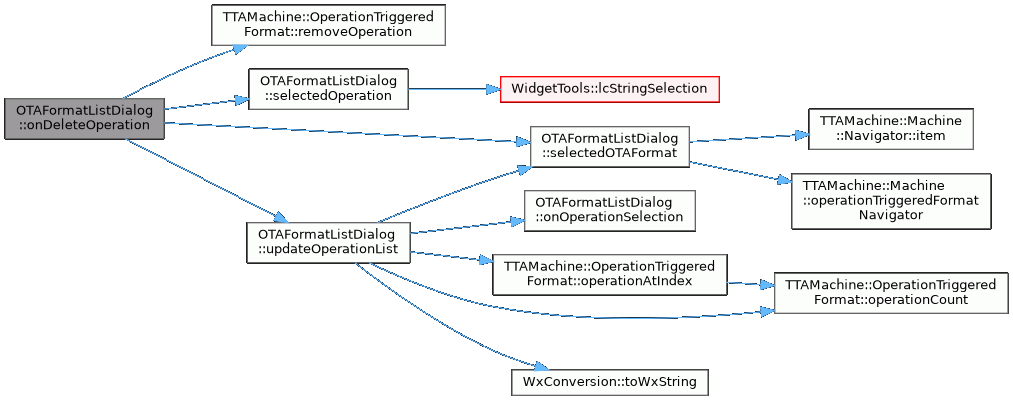 TTAMachine::OperationTriggered
Format::removeOperation
OTAFormatListDialog
::selectedOperation
WidgetTools::lcStringSelection
OTAFormatListDialog
::onDeleteOperation
TTAMachine::Machine
::Navigator::item
OTAFormatListDialog
::selectedOTAFormat
TTAMachine::Machine
::operationTriggeredFormat
Navigator
OTAFormatListDialog
::onOperationSelection
OTAFormatListDialog
::updateOperationList
TTAMachine::OperationTriggered
Format::operationAtIndex
TTAMachine::OperationTriggered
Format::operationCount
WxConversion::toWxString